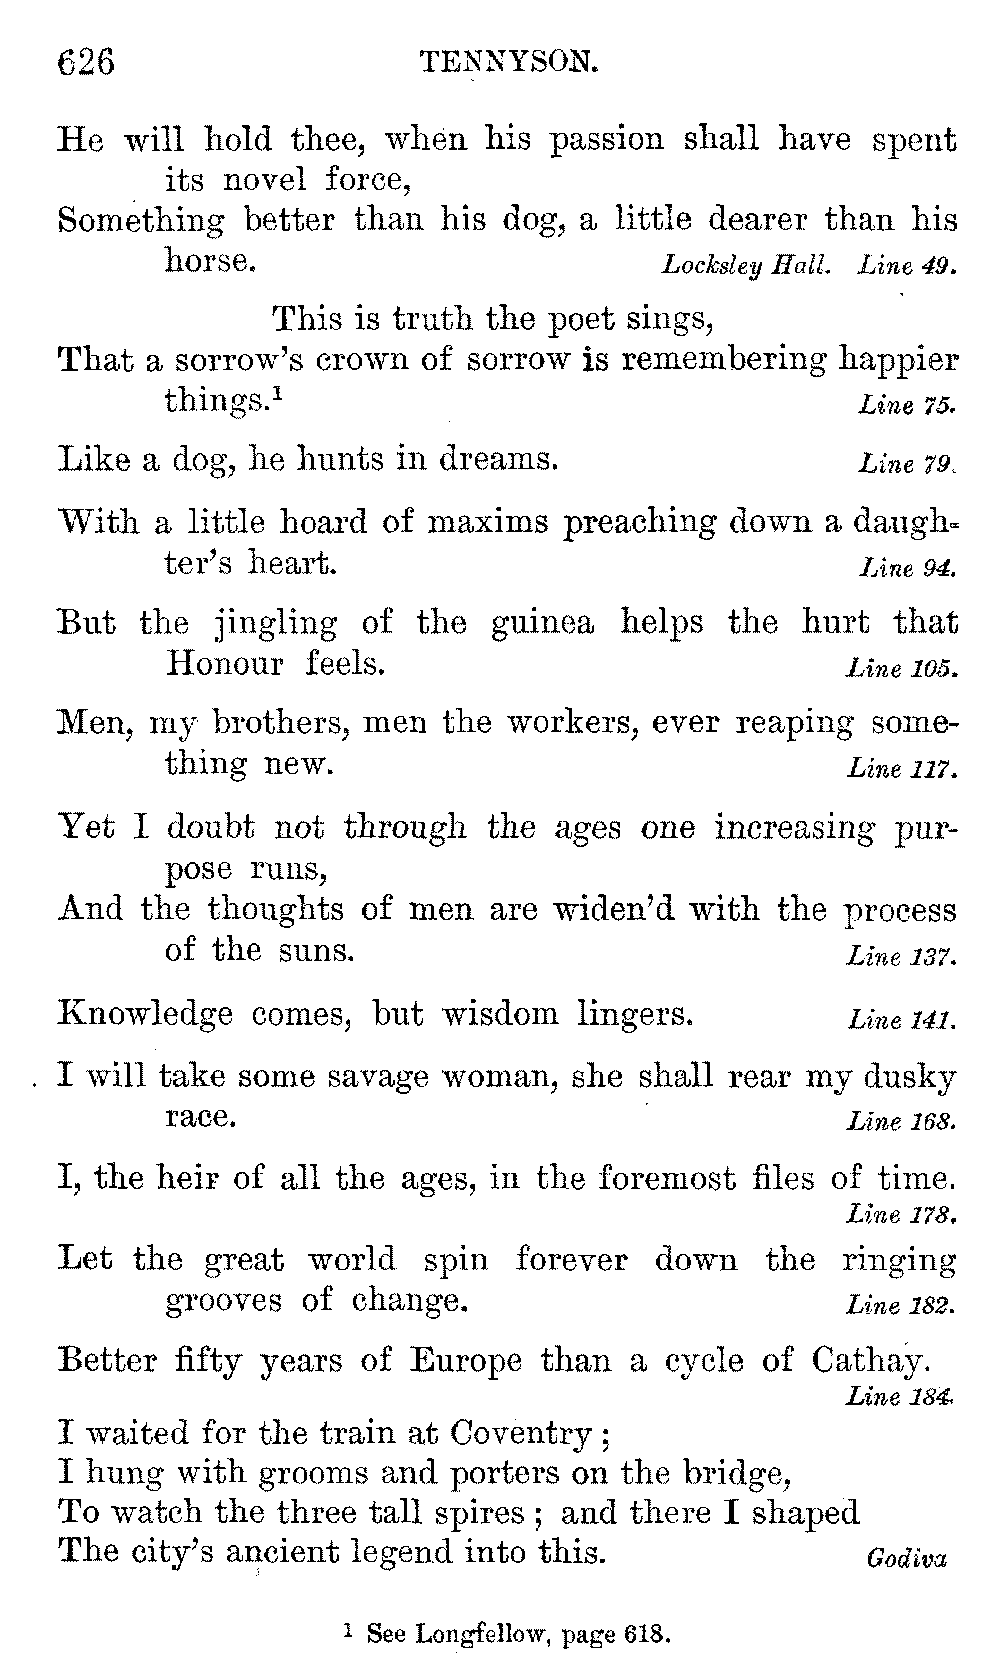 626 TENNYSON.
He will hold thee, when his passion shall have spent
its novel force,
Something better than his dog, a little dearer than his
horse. Locksley Hall. Line 49.
This is truth the poet sings,
That a sorrow's crown of sorrow is remembering happier
things.¹ Line 75.
Like a dog, he hunts in dreams. Line 79.
With a little hoard of maxims preaching down a daugh-
ter's heart. Line 94.
But the jingling of the guinea helps the hurt that
Honour feels. Line 105.
Men, my brothers, men the workers, ever reaping some-
thing new. Line 117.
Yet I doubt not through the ages one increasing pur-
pose runs,
And the thoughts of men are widen'd with the process
of the suns. Line 137.
Knowledge comes, but wisdom lingers. Line 141.
I will take some savage woman, she shall rear my dusky
race. Line 168.
I, the heir of all the ages, in the foremost files of time.
Line 178.
Let the great world spin forever down the ringing
grooves of change. Line 182.
Better fifty years of Europe than a cycle of Cathay.
Line 184.
I waited for the train at Coventry ;
I hung with grooms and porters on the bridge,
To watch the three tall spires ; and there I shaped
The city's ancient legend into this. Godiva
¹ See Longfellow, page 618.